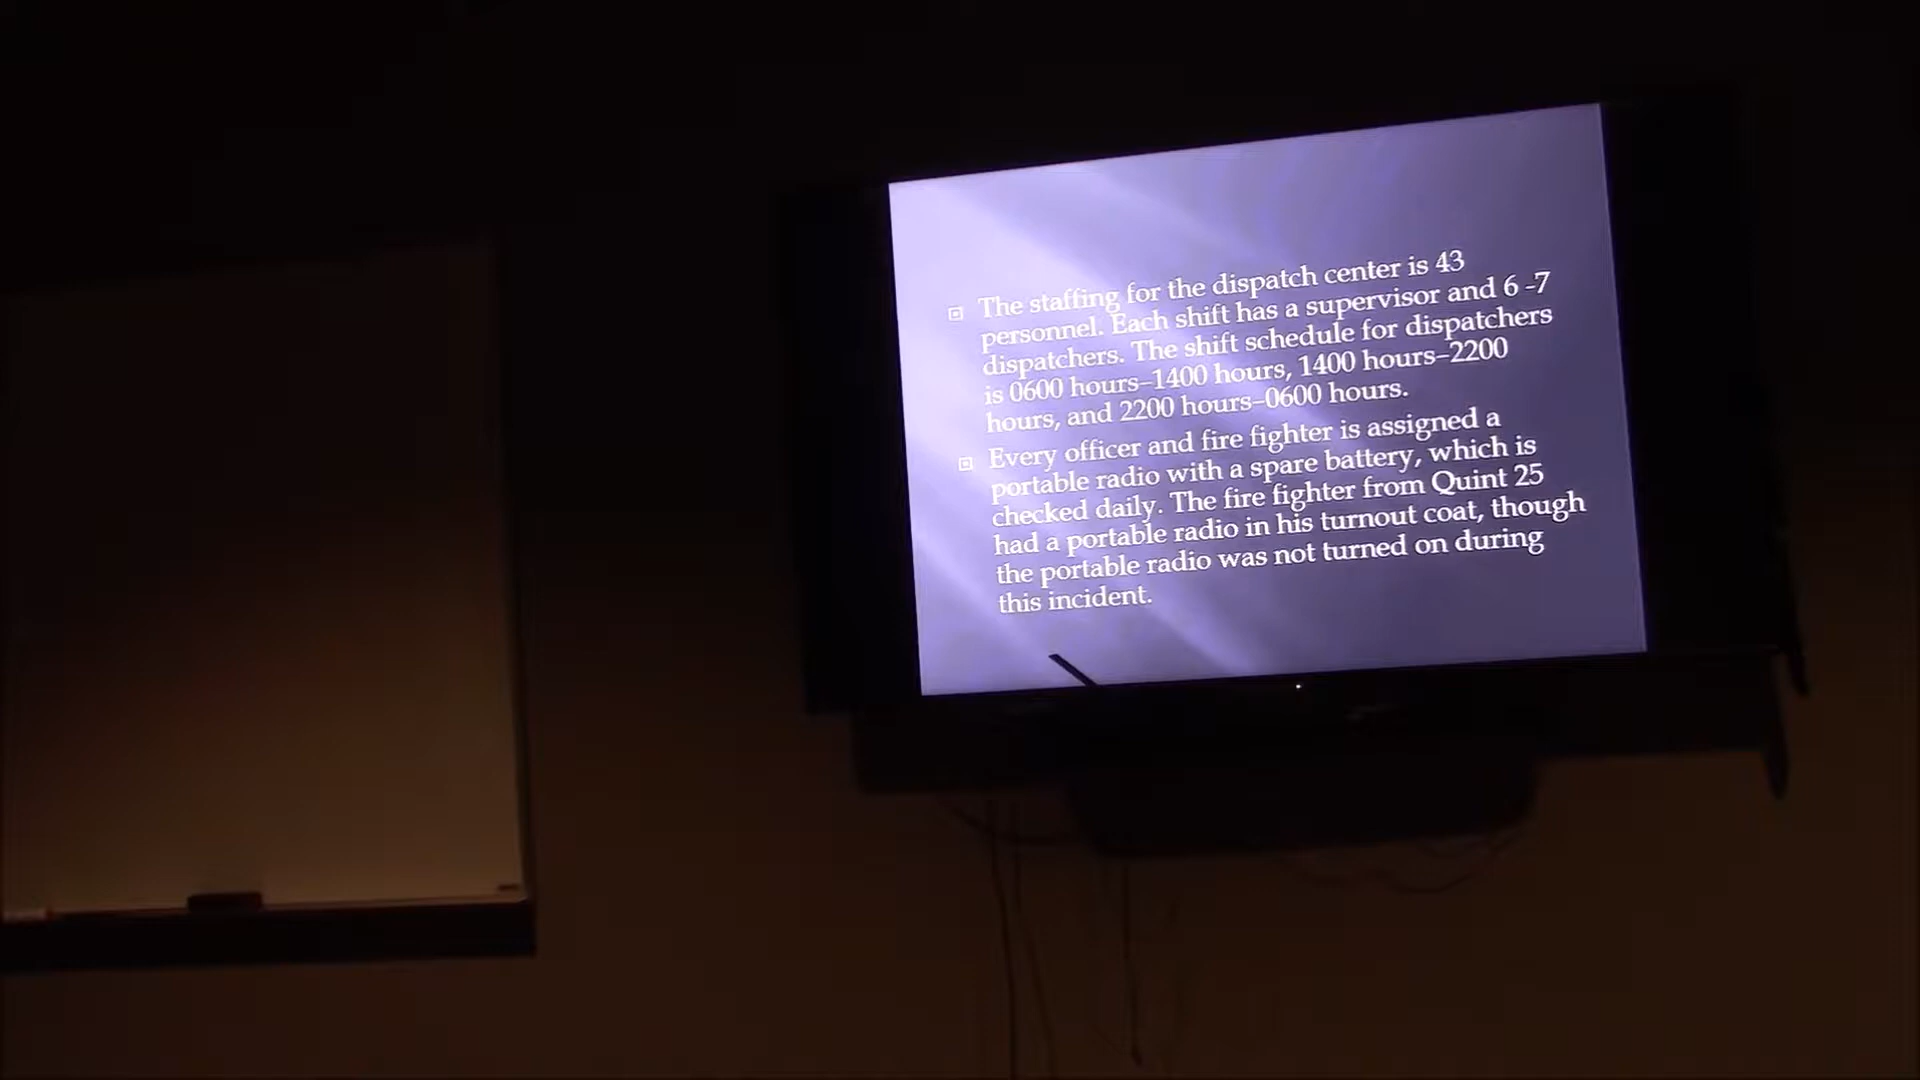 The staffing for the dispatch center is 43
personnel. Each shift has a supervisor and 6 -7
dispatchers. The shift schedule for dispatchers
is 0600 hours–1400 hours, 1400 hours–2200
hours, and 2200 hours–0600 hours.
Every officer and fire fighter is assigned a
portable radio with a spare battery, which is
checked daily. The fire fighter from Quint 25
had a portable radio in his turnout coat, though
the portable radio was not turned on during
this incident.